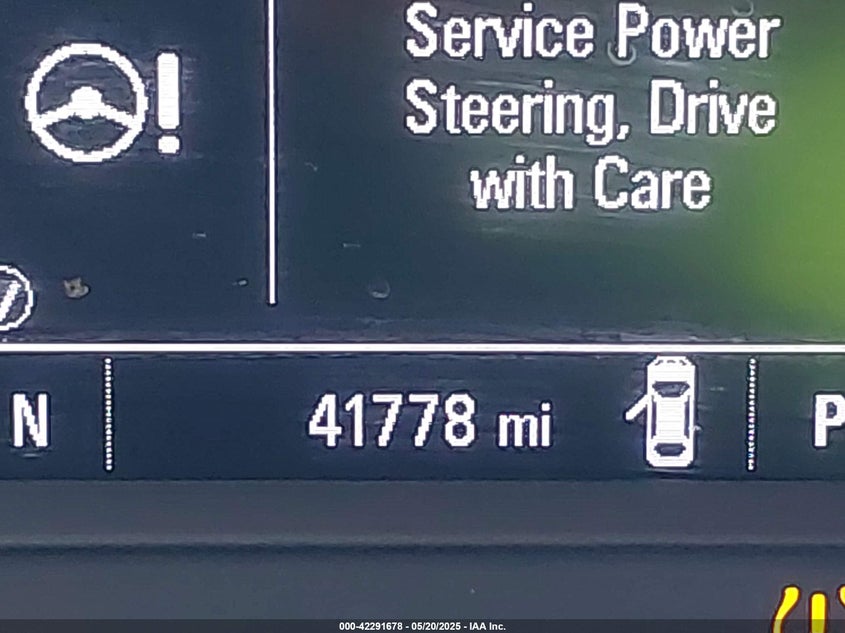 Service Power
Steering, Drive
with Care
N
41778 mi
P
000-42291678 - 05/20/2025 - IAA Inc.